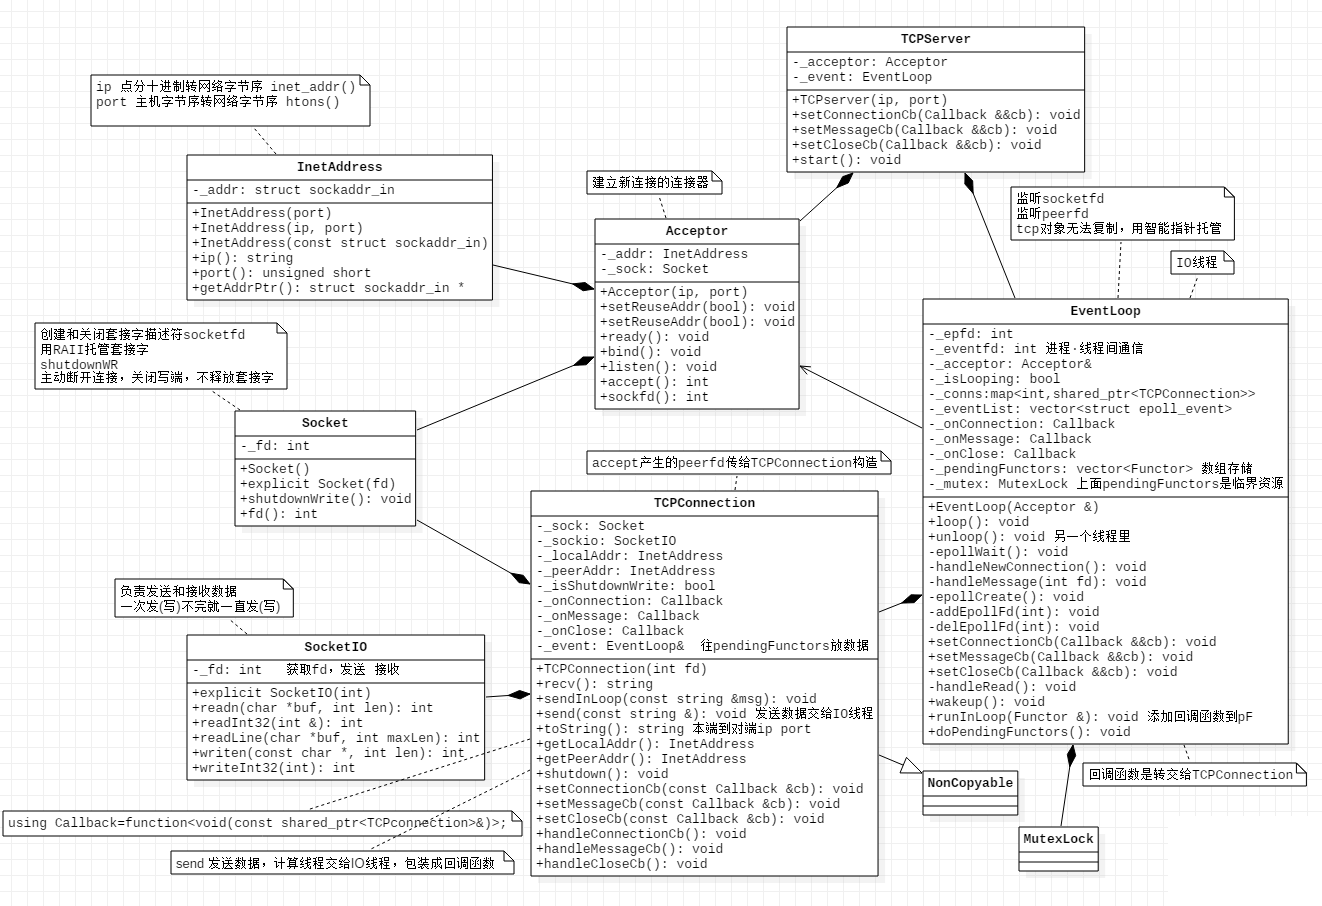 TCPServer
-_acceptor: Acceptor
-_event: EventLoop
+TCPserver(ip, port)
+setConnectionCb(Callback &&cb): void
+setMessageCb(Callback &&cb): void
+setCloseCb(Callback &&cb): void
+start(): void
ip 点分十进制转网络字节序 inet_addr()
port 主机字节序转网络字节序 htons()
InetAddress
-_addr: struct sockaddr_in
+InetAddress(port)
+InetAddress(ip, port)
+InetAddress(const struct sockaddr_in)
+ip(): string
+port(): unsigned short
+getAddrPtr(): struct sockaddr_in *
建立新连接的连接器
Acceptor
-_addr: InetAddress
-_sock: Socket
+Acceptor(ip, port)
+setReuseAddr(bool): void
+setReuseAddr(bool): void
+ready(): void
+bind(): void
+listen(): void
+accept(): int
+sockfd(): int
监听socketfd
监听peerfd
tcp对象无法复制，用智能指针托管
IO线程
EventLoop
-_epfd: int
-_eventfd: int 进程·线程间通信
-_acceptor: Acceptor&
-_isLooping: bool
-_conns:map<int,shared_ptr<TCPConnection>>
-_eventList: vector<struct epoll_event>
-_onConnection: Callback
-_onMessage: Callback
-_onClose: Callback
-_pendingFunctors: vector<Functor> 数组存储
-_mutex: MutexLock 上面pendingFunctors是临界资源
+EventLoop(Acceptor &)
+loop(): void
+unloop(): void 另一个线程里
-epollWait(): void
-handleNewConnection(): void
-handleMessage(int fd): void
-epollCreate(): void
-addEpollFd(int): void
-delEpollFd(int): void
+setConnectionCb(Callback &&cb): void
+setMessageCb(Callback &&cb): void
+setCloseCb(Callback &&cb): void
-handleRead(): void
+wakeup(): void
+runInLoop(Functor &): void 添加回调函数到pF
+doPendingFunctors(): void
创建和关闭套接字描述符socketfd
用RAII托管套接字
shutdownWR
主动断开连接，关闭写端，不释放套接字
Socket
-_fd: int
+Socket()
+explicit Socket(fd)
+shutdownWrite(): void
+fd(): int
accept产生的peerfd传给TCPConnection构造
TCPConnection
-_sock: Socket
-_sockio: SocketIO
-_localAddr: InetAddress
-_peerAddr: InetAddress
-_isShutdownWrite: bool
-_onConnection: Callback
-_onMessage: Callback
-_onClose: Callback
-_event: EventLoop& 往pendingFunctors放数据
+TCPConnection(int fd)
+recv(): string
+sendInLoop(const string &msg): void
+send(const string &): void 发送数据交给IO线程
+toString(): string 本端到对端ip port
+getLocalAddr(): InetAddress
+getPeerAddr(): InetAddress
+shutdown(): void
+setConnectionCb(const Callback &cb): void
+setMessageCb(const Callback &cb): void
+setCloseCb(const Callback &cb): void
+handleConnectionCb(): void
+handleMessageCb(): void
+handleCloseCb(): void
负责发送和接收数据
一次发(写)不完就一直发(写)
SocketIO
-_fd: int 获取fd，发送 接收
+explicit SocketIO(int)
+readn(char *buf, int len): int
+readInt32(int &): int
+readLine(char *buf, int maxLen): int
+writen(const char *, int len): int
+writeInt32(int): int
using Callback=function<void(const shared_ptr<TCPconnection>&)>;
send 发送数据，计算线程交给IO线程，包装成回调函数
NonCopyable
回调函数是转交给TCPConnection
MutexLock